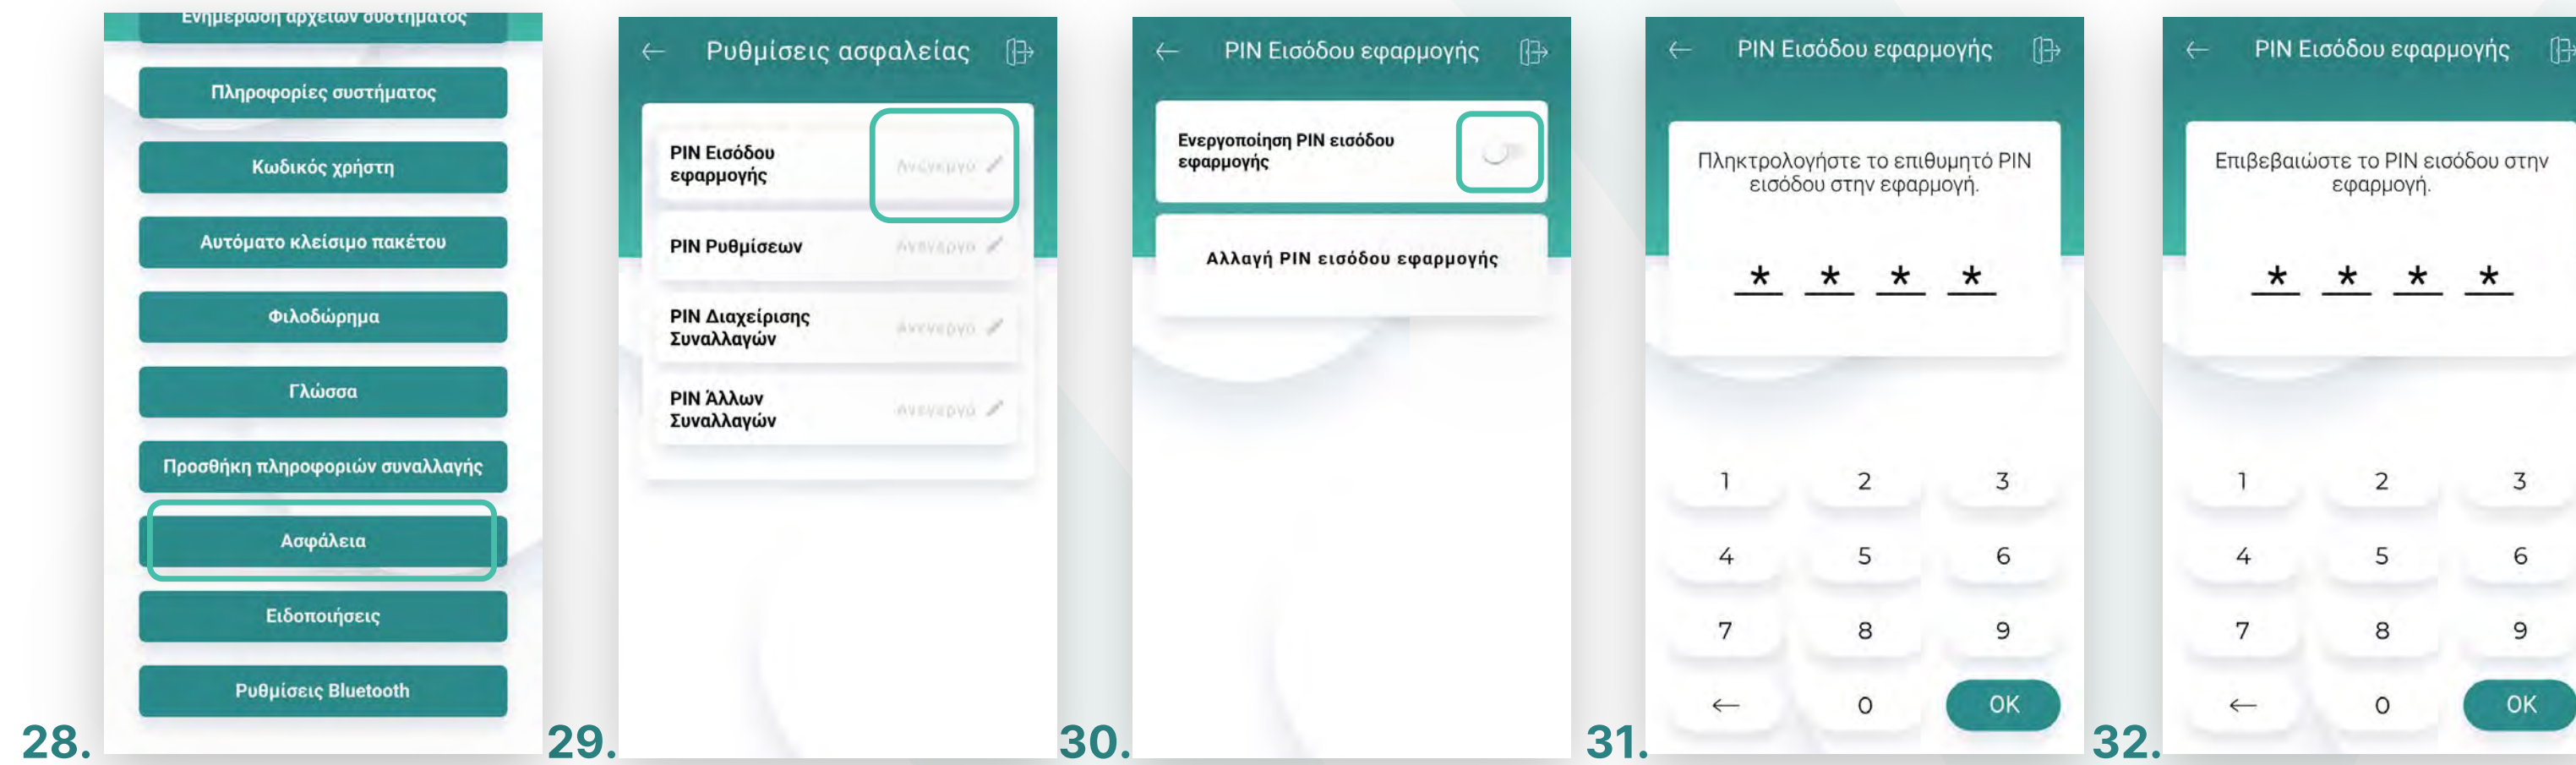 Ενημέρωση αρχείων συστήματος
Πληροφορίες συστήματος
Κωδικός χρήστη
Αυτόματο κλείσιμο πακέτου
Φιλοδώρημα
Γλώσσα
Προσθήκη πληροφοριών συναλλαγής
Ασφάλεια
Ειδοποιήσεις
Ρυθμίσεις Bluetooth
28.
Ρυθμίσεις ασφαλείας
PIN Εισόδου
εφαρμογής
Ανενεργό
PIN Ρυθμίσεων
Ανενεργό
PIN Διαχείρισης
Συναλλαγών
Ανενεργό
PIN Άλλων
Συναλλαγών
Ανενεργό
29.
PIN Εισόδου εφαρμογής
Ενεργοποίηση PIN εισόδου
εφαρμογής
Αλλαγή PIN εισόδου εφαρμογής
30.
PIN Εισόδου εφαρμογής
Πληκτρολογήστε το επιθυμητό PIN
εισόδου στην εφαρμογή.
* * * *
1 2 3
4 5 6
7 8 9
← 0 OK
31.
PIN Εισόδου εφαρμογής
Επιβεβαιώστε το PIN εισόδου στην
εφαρμογή.
* * * *
1 2 3
4 5 6
7 8 9
← 0 OK
32.